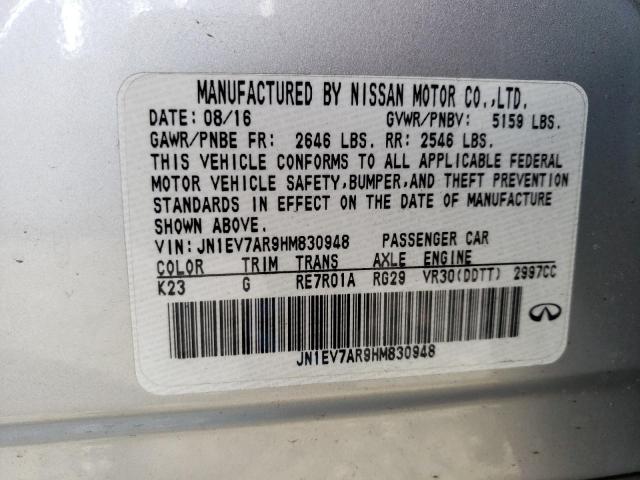 MANUFACTURED BY NISSAN MOTOR CO.,LTD.
DATE: 08/16 GVWR/PNBV: 5159 LBS.
GAWR/PNBE FR: 2646 LBS. RR: 2546 LBS.
THIS VEHICLE CONFORMS TO ALL APPLICABLE FEDERAL
MOTOR VEHICLE SAFETY,BUMPER,AND THEFT PREVENTION
STANDARDS IN EFFECT ON THE DATE OF MANUFACTURE
SHOWN ABOVE.
VIN: JN1EV7AR9HM830948 PASSENGER CAR
COLOR TRIM TRANS AXLE ENGINE
K23 G RE7R01A RG29 VR30(DDTT) 2997CC
JN1EV7AR9HM830948